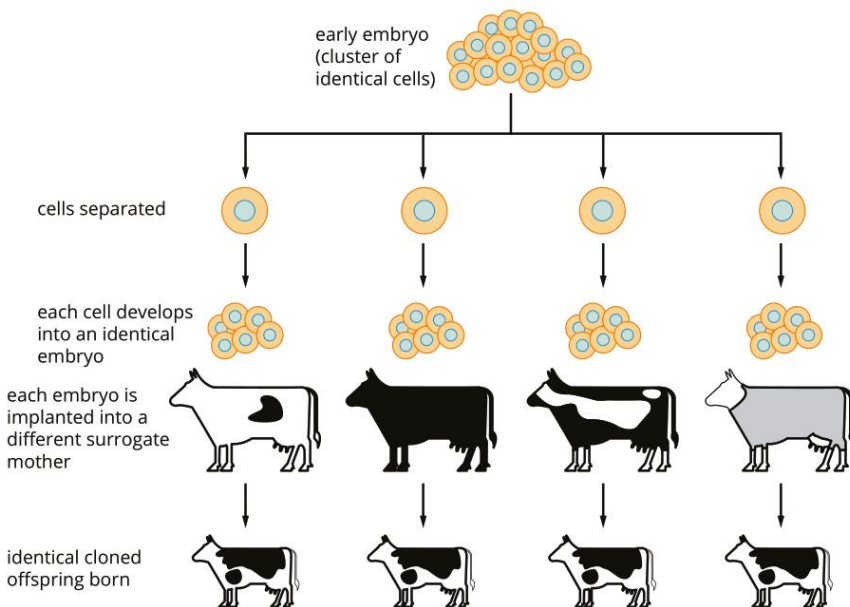 early embryo
(cluster of
identical cells)
cells separated
each cell develops
into an identical
embryo
each embryo is
implanted into a
different surrogate
mother
identical cloned
offspring born